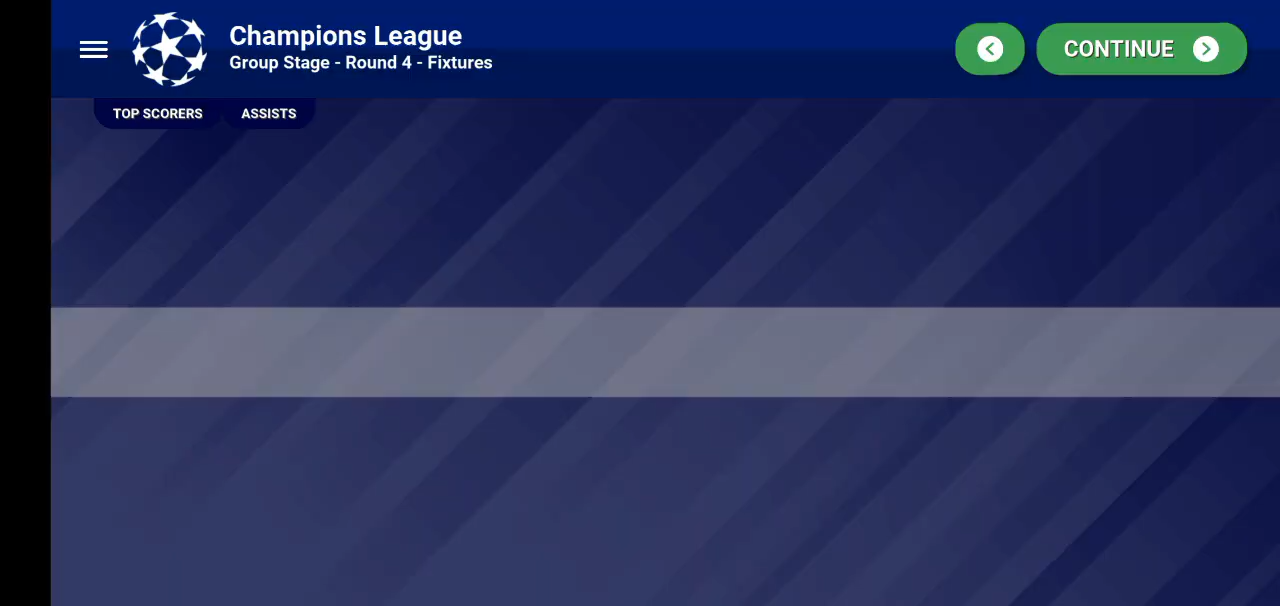 Champions League
Group Stage - Round 4 - Fixtures
CONTINUE
TOP SCORERS
ASSISTS